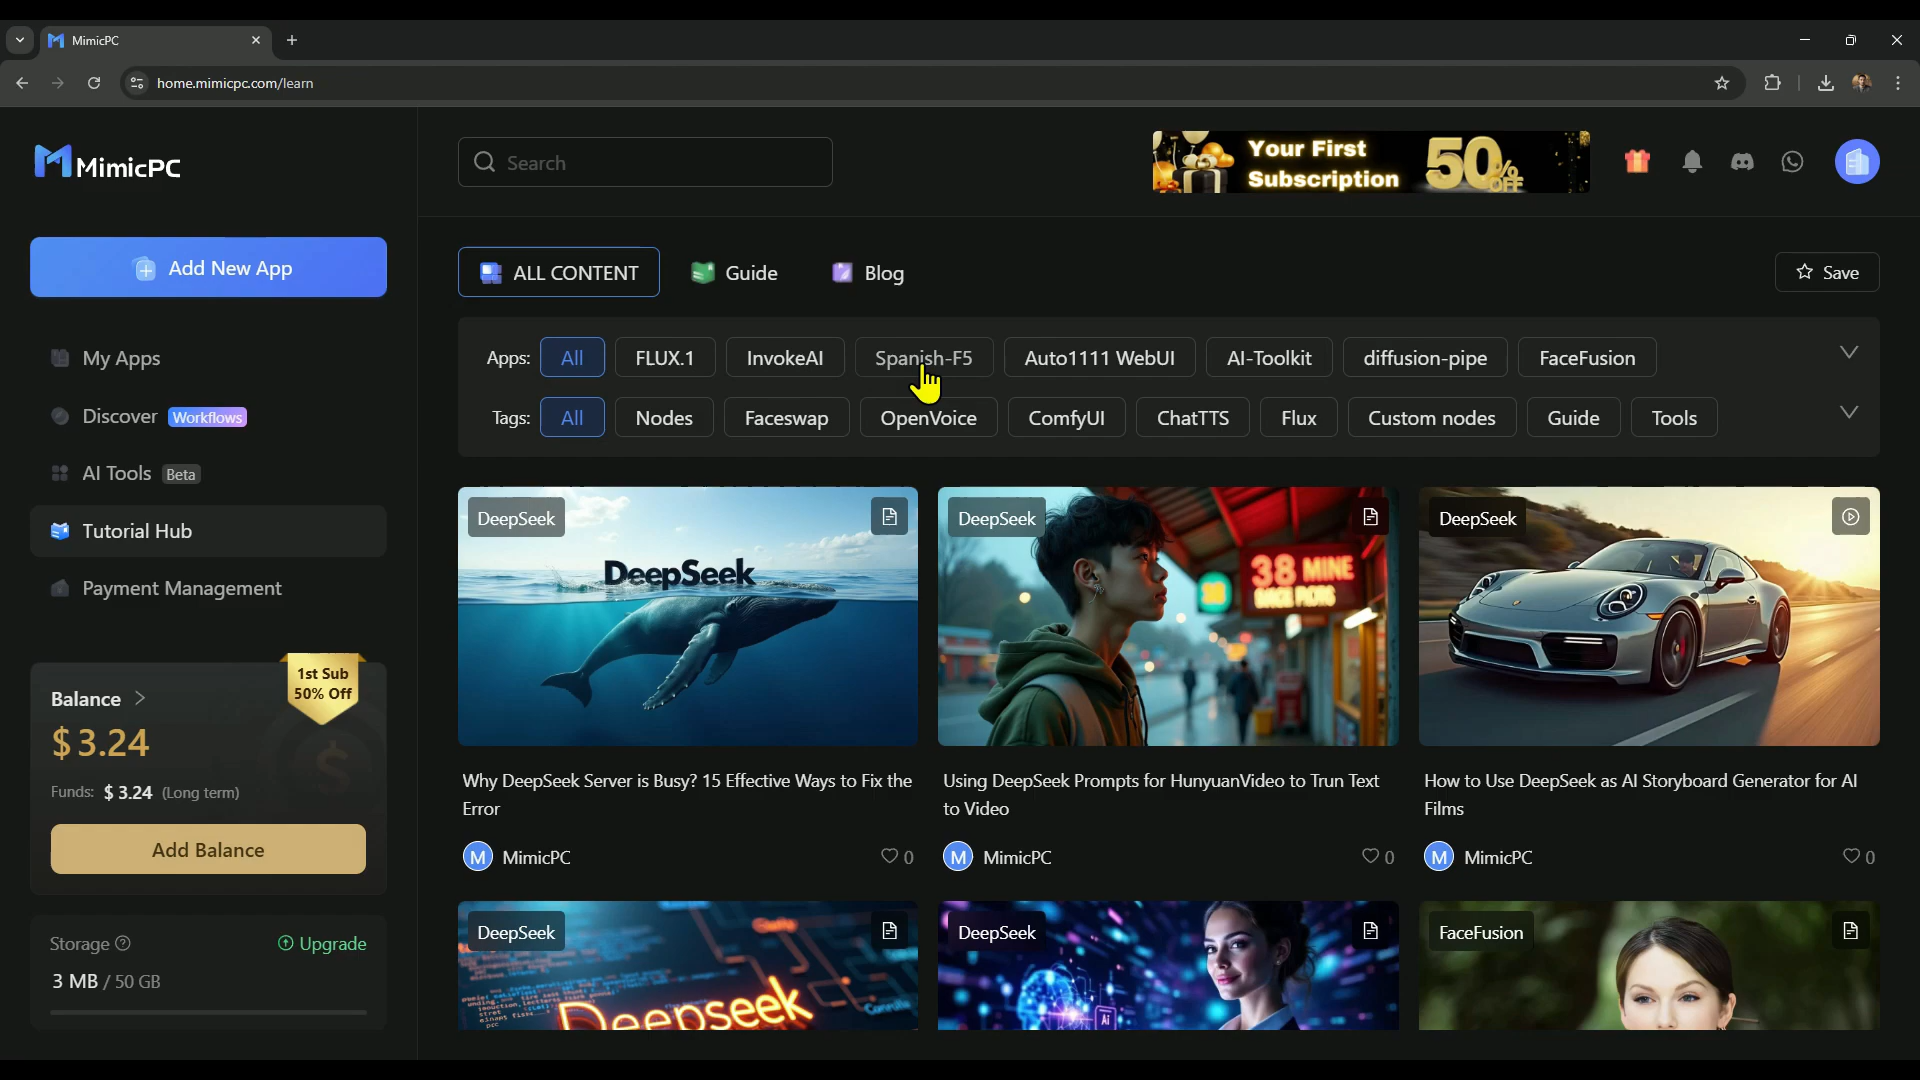 MimicPC
home.mimicpc.com/learn
MimicPC
Search
Your First
Subscription
50% OFF
Add New App
ALL CONTENT
Guide
Blog
Save
My Apps
Discover Workflows
AI Tools Beta
Tutorial Hub
Payment Management
Apps: All FLUX.1 InvokeAI Spanish-F5 Auto1111 WebUI AI-Toolkit diffusion-pipe FaceFusion
Tags: All Nodes Faceswap OpenVoice ComfyUI ChatTTS Flux Custom nodes Guide Tools
DeepSeek
DeepSeek
Why DeepSeek Server is Busy? 15 Effective Ways to Fix the
Error
M MimicPC
0
DeepSeek
38 MINE
Using DeepSeek Prompts for HunyuanVideo to Trun Text
to Video
M MimicPC
0
DeepSeek
How to Use DeepSeek as AI Storyboard Generator for AI
Films
M MimicPC
0
1st Sub
50% Off
Balance
$ 3.24
Funds: $ 3.24 (Long term)
Add Balance
Storage
Upgrade
3 MB / 50 GB
DeepSeek
Deepseek
DeepSeek
Ai
FaceFusion